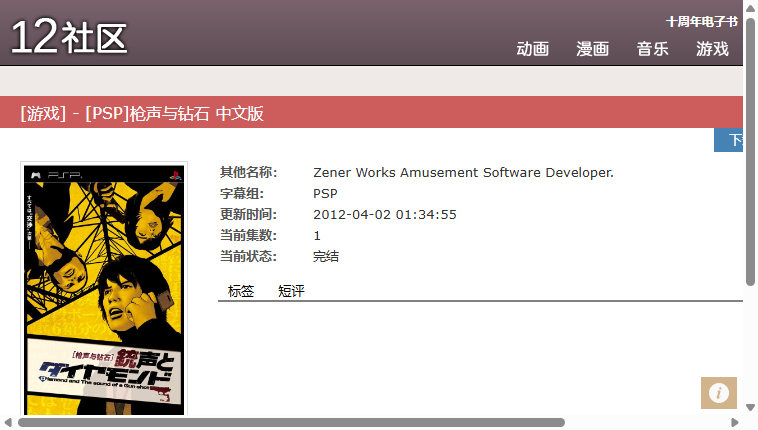 12社区
十周年电子书
动画 漫画 音乐 游戏
[游戏] - [PSP]枪声与钻石 中文版
PSP
[枪声与钻石]
銃声と
ダイヤモンド
Diamond and The sound of a Gun shot
其他名称: Zener Works Amusement Software Developer.
字幕组: PSP
更新时间: 2012-04-02 01:34:55
当前集数: 1
当前状态: 完结
标签 短评